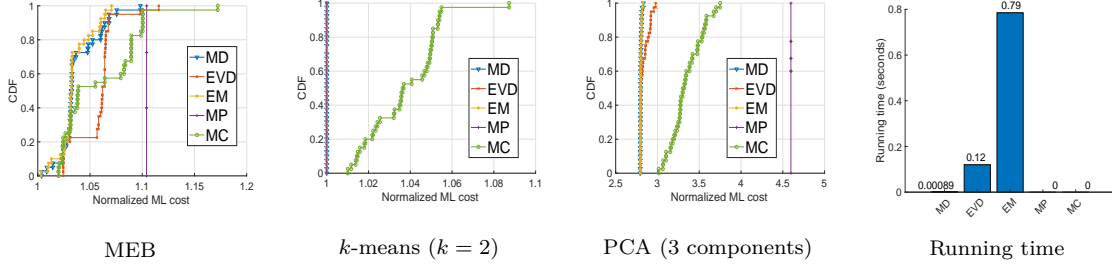 1
0.8
0.6
0.4
0.2
0
CDF
1
1.05
1.1
1.15
1.2
Normalized ML cost
MD
EVD
EM
MP
MC
MEB
1
0.8
0.6
0.4
0.2
0
CDF
1
1.02
1.04
1.06
1.08
1.1
Normalized ML cost
MD
EVD
EM
MP
MC
k-means (k = 2)
1
0.8
0.6
0.4
0.2
0
CDF
2.5
3
3.5
4
4.5
5
Normalized ML cost
MD
EVD
EM
MP
MC
PCA (3 components)
0.8
0.6
0.4
0.2
0
Running time (seconds)
0.00089
0.12
0.79
0
0
MD
EVD
EM
MP
MC
Running time